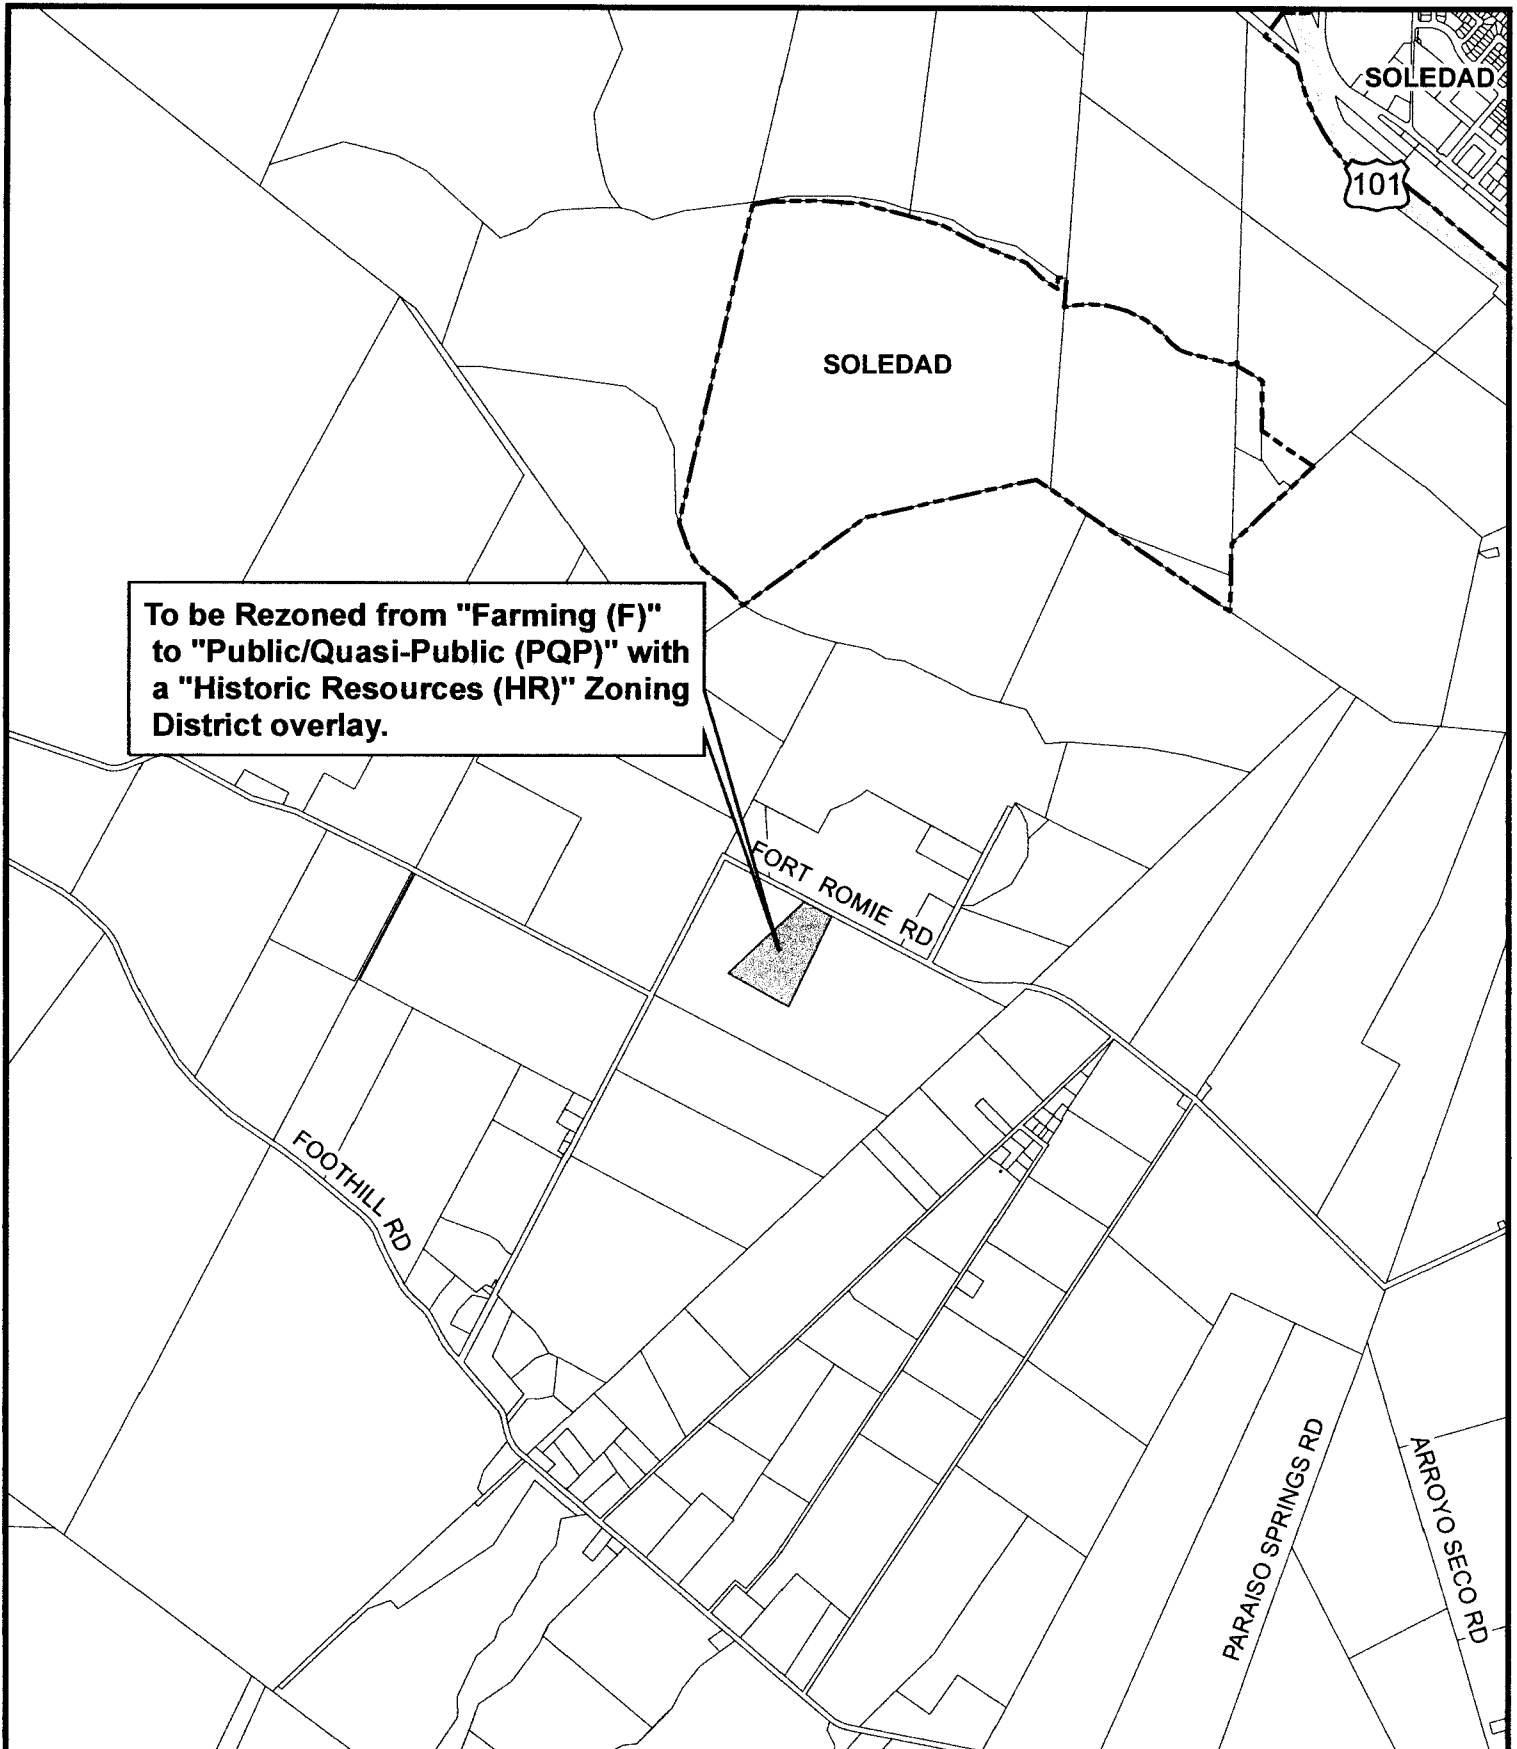 SOLEDAD
101
SOLEDAD
To be Rezoned from "Farming (F)"
to "Public/Quasi-Public (PQP)" with
a "Historic Resources (HR)" Zoning
District overlay.
FORT ROMIE RD
FOOTHILL RD
PARAISO SPRINGS RD
ARROYO SECO RD